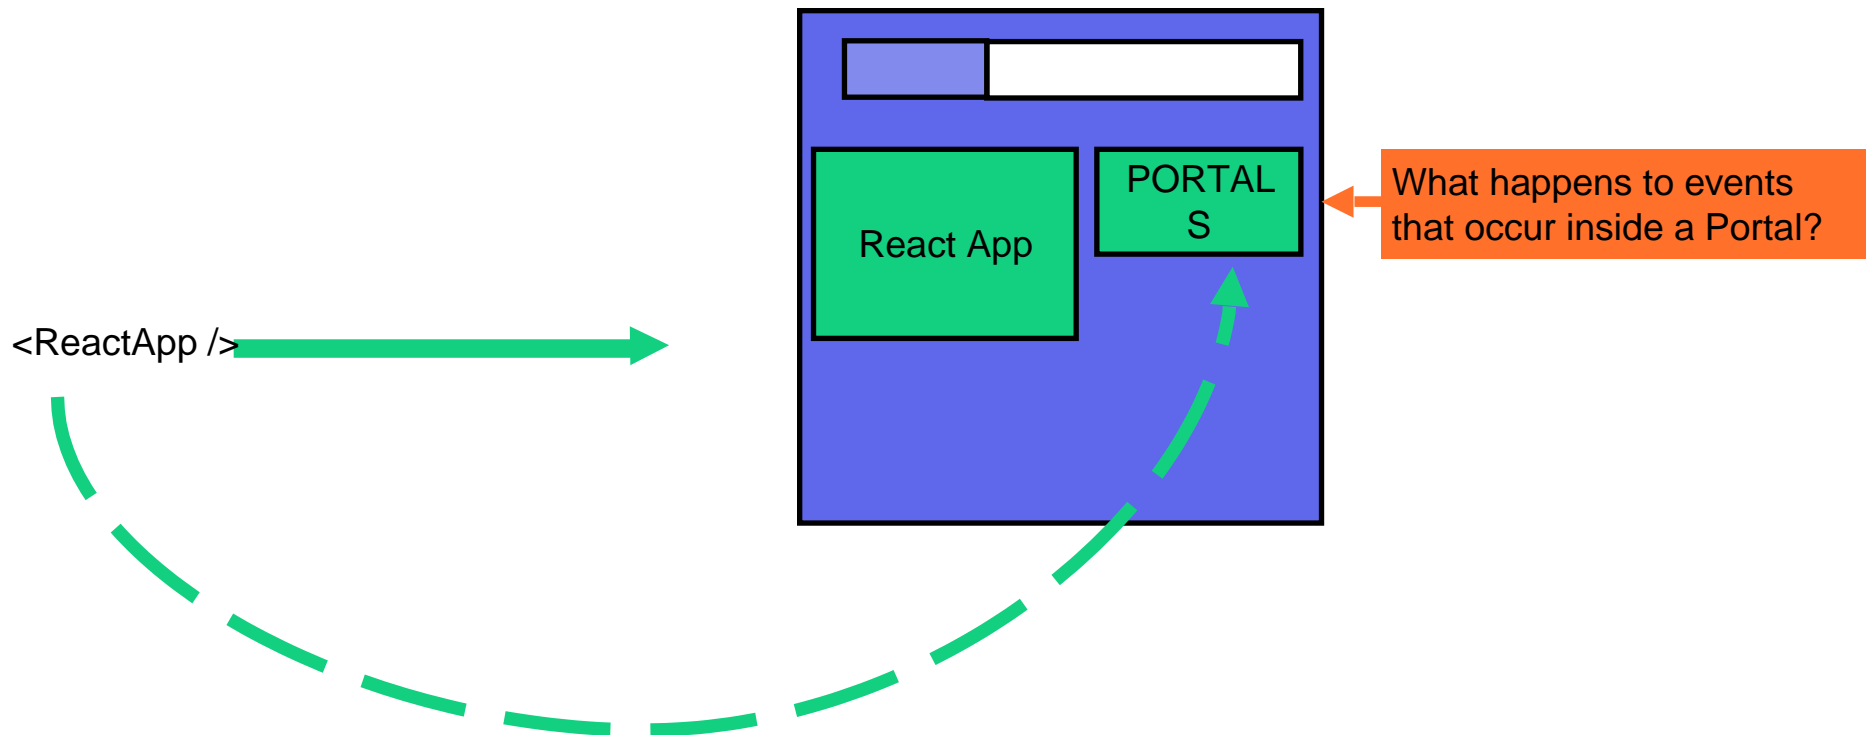 PORTAL
S
What happens to events
that occur inside a Portal?
React App
<ReactApp />